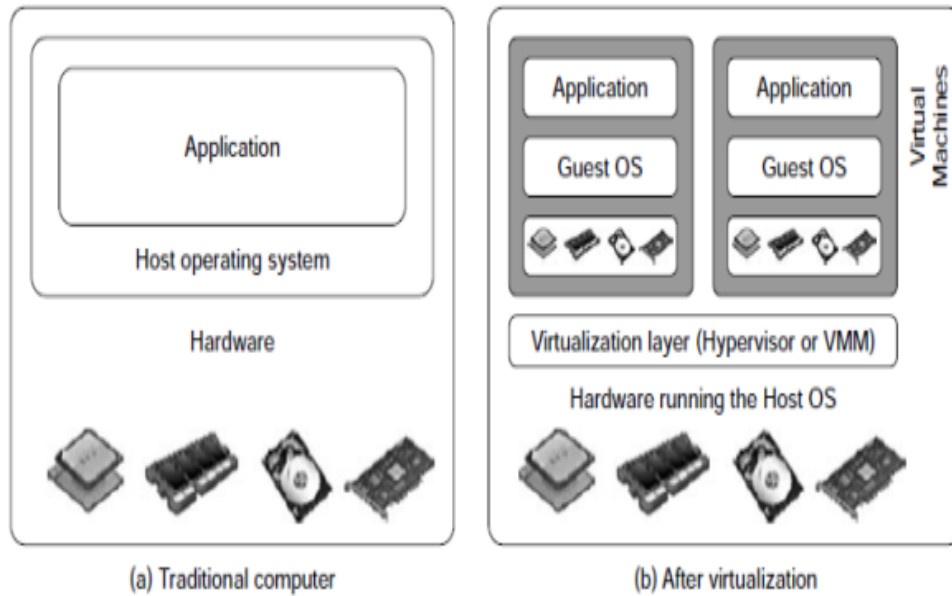 Application
Host operating system
Hardware
(a) Traditional computer
Application
Guest OS
Application
Guest OS
Virtual
Machines
Virtualization layer (Hypervisor or VMM)
Hardware running the Host OS
(b) After virtualization